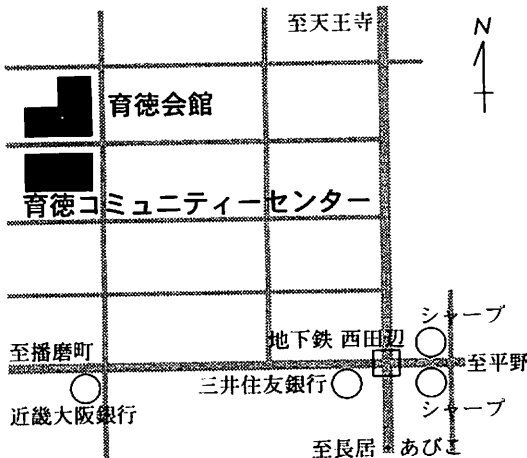 至天王寺
N
育徳会館
育徳コミュニティーセンター
シャープ
地下鉄 西田辺
至播磨町
至平野
三井住友銀行
近畿大阪銀行
シャープ
至長居・あびこ